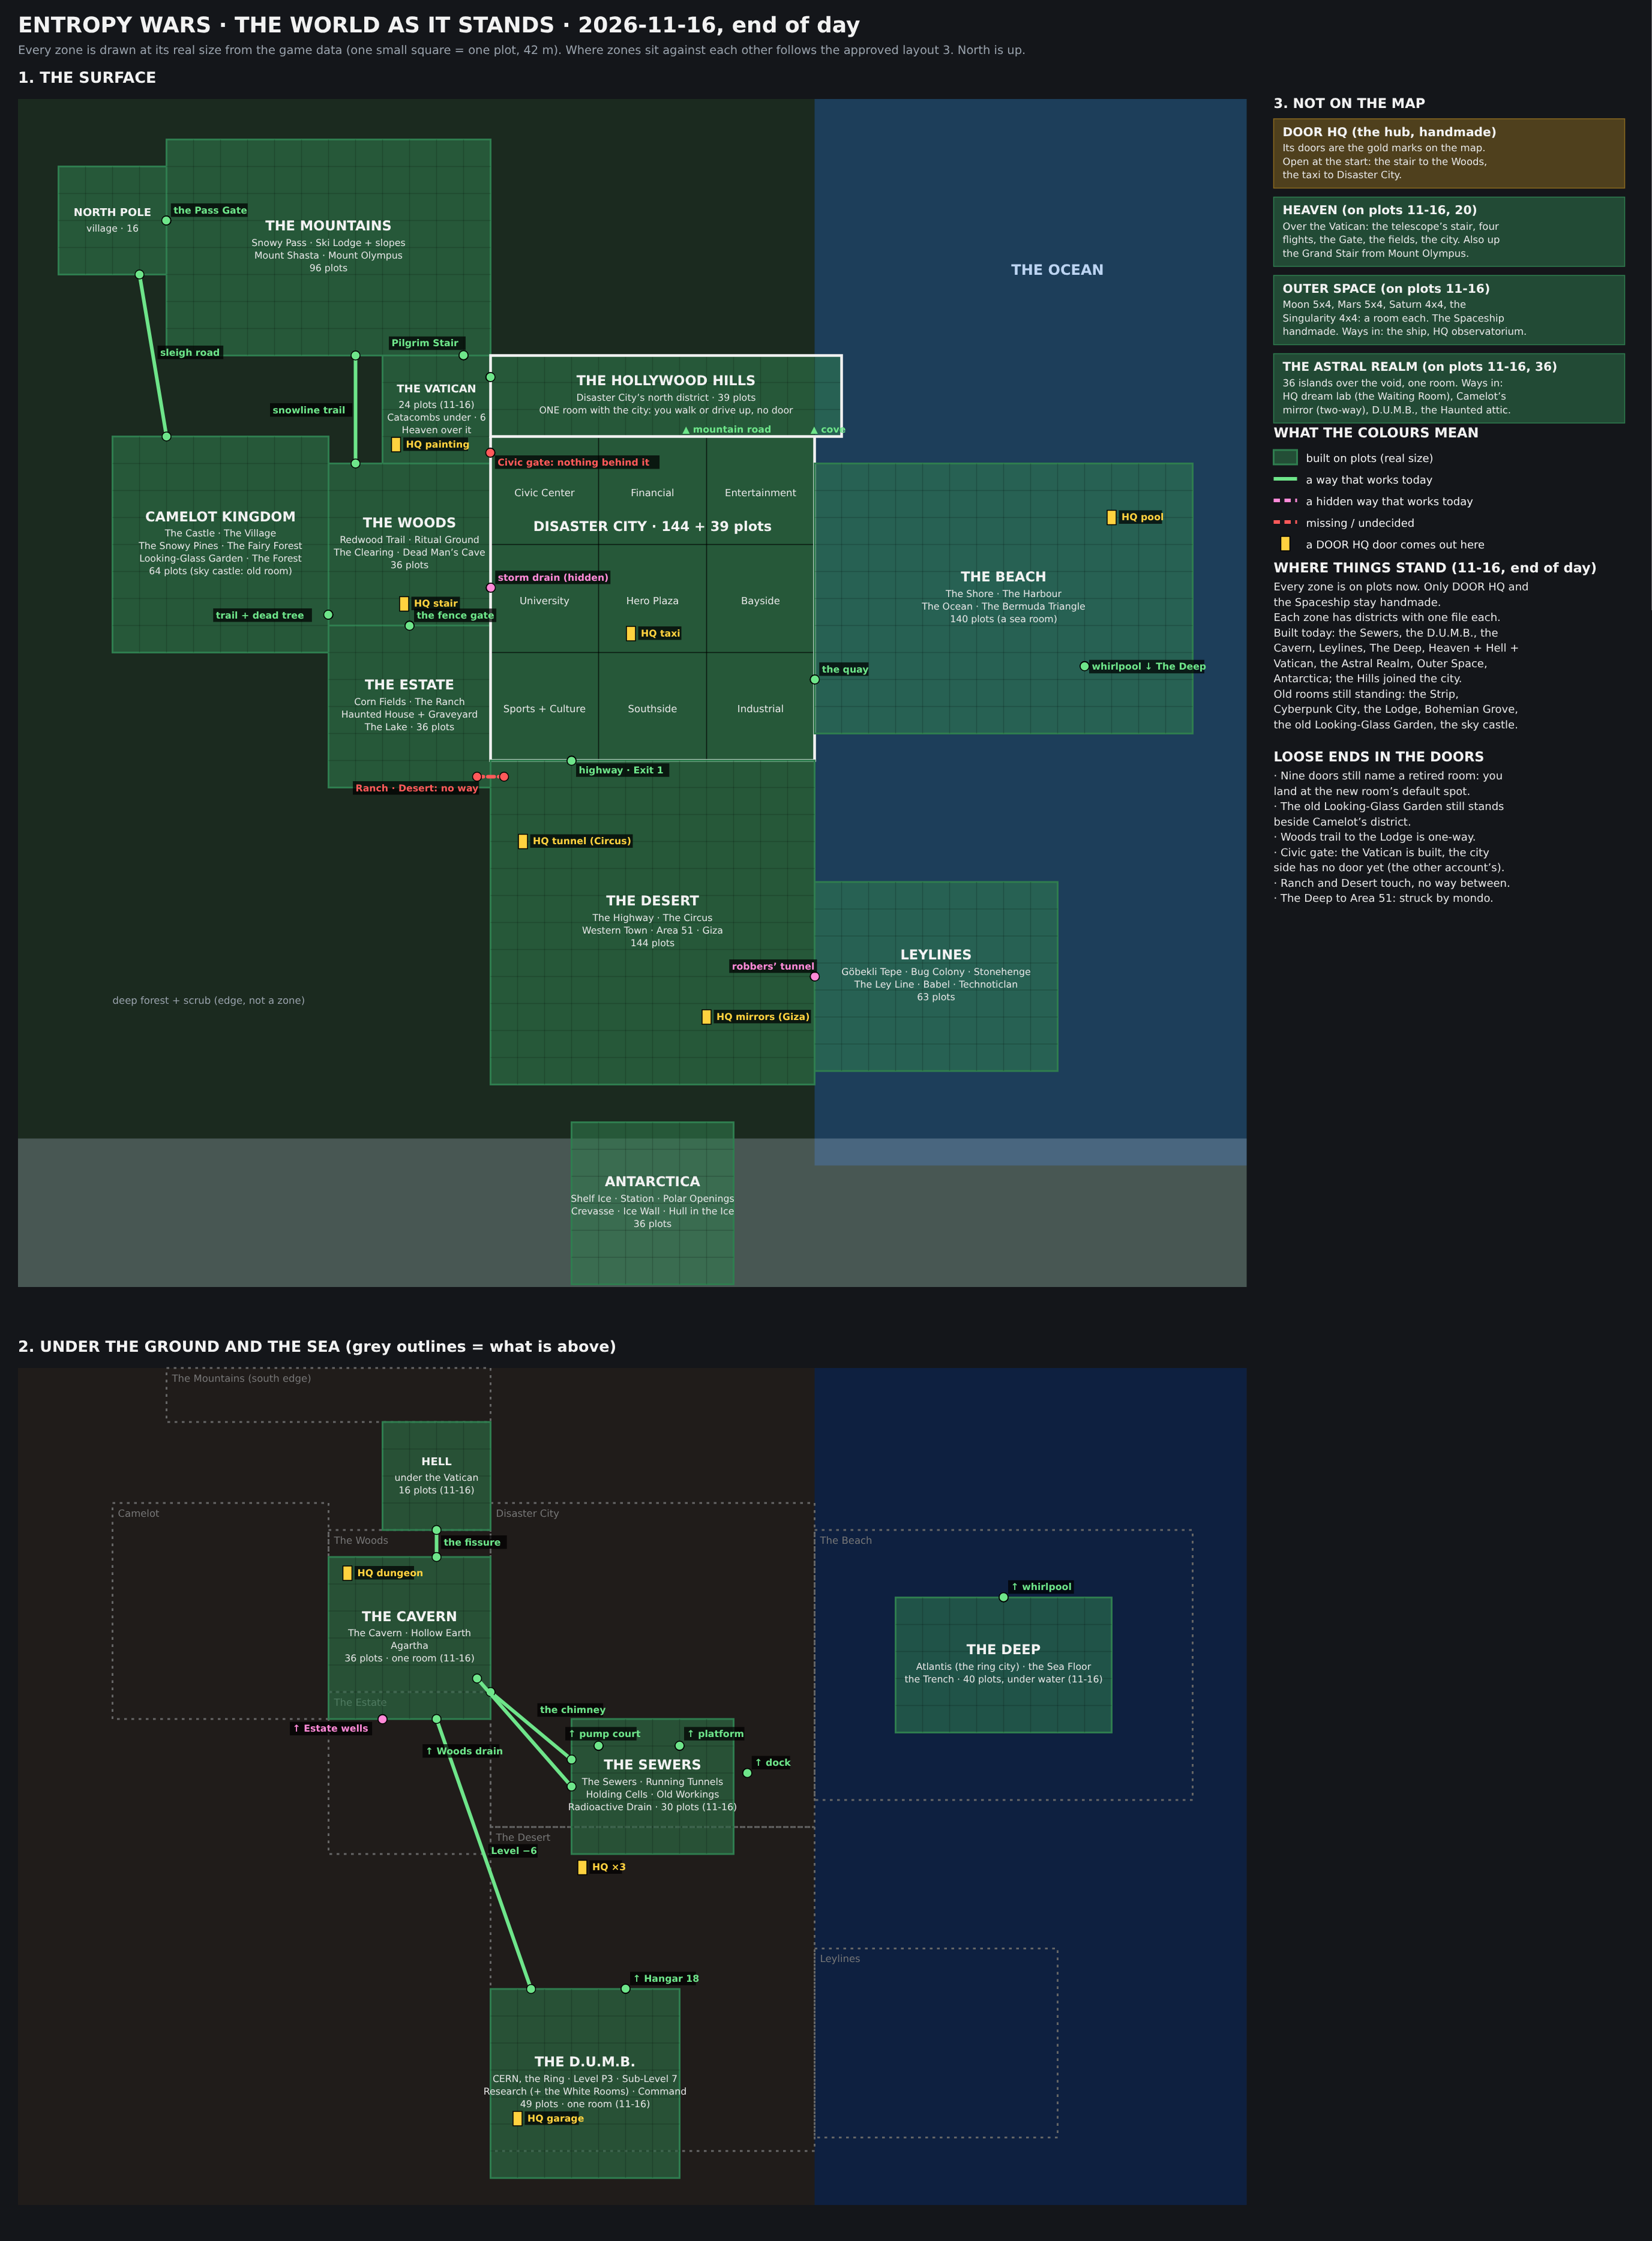 ENTROPY WARS · THE WORLD AS IT STANDS · 2026-11-16, end of day
Every zone is drawn at its real size from the game data (one small square = one plot, 42 m). Where zones sit against each other follows the approved layout 3. North is up.
1. THE SURFACE
NORTH POLE
village · 16
the Pass Gate
THE MOUNTAINS
Snowy Pass · Ski Lodge + slopes
Mount Shasta · Mount Olympus
96 plots
THE OCEAN
sleigh road
Pilgrim Stair
snowline trail
THE VATICAN
24 plots (11-16)
Catacombs under · 6
Heaven over it
HQ painting
THE HOLLYWOOD HILLS
Disaster City's north district · 39 plots
ONE room with the city: you walk or drive up, no door
▲ mountain road
▲ cove
Civic gate: nothing behind it
CAMELOT KINGDOM
The Castle · The Village
The Snowy Pines · The Fairy Forest
Looking-Glass Garden · The Forest
64 plots (sky castle: old room)
trail + dead tree
THE WOODS
Redwood Trail · Ritual Ground
The Clearing · Dead Man's Cave
36 plots
HQ stair
the fence gate
Civic Center
Financial
Entertainment
DISASTER CITY · 144 + 39 plots
storm drain (hidden)
University
Hero Plaza
Bayside
HQ taxi
Sports + Culture
Southside
Industrial
HQ pool
THE BEACH
The Shore · The Harbour
The Ocean · The Bermuda Triangle
140 plots (a sea room)
the quay
whirlpool ↓ The Deep
THE ESTATE
Corn Fields · The Ranch
Haunted House + Graveyard
The Lake · 36 plots
Ranch · Desert: no way
highway · Exit 1
HQ tunnel (Circus)
THE DESERT
The Highway · The Circus
Western Town · Area 51 · Giza
144 plots
robbers' tunnel
HQ mirrors (Giza)
LEYLINES
Göbekli Tepe · Bug Colony · Stonehenge
The Ley Line · Babel · Technoticlan
63 plots
deep forest + scrub (edge, not a zone)
ANTARCTICA
Shelf Ice · Station · Polar Openings
Crevasse · Ice Wall · Hull in the Ice
36 plots
3. NOT ON THE MAP
DOOR HQ (the hub, handmade)
Its doors are the gold marks on the map.
Open at the start: the stair to the Woods,
the taxi to Disaster City.
HEAVEN (on plots 11-16, 20)
Over the Vatican: the telescope's stair, four
flights, the Gate, the fields, the city. Also up
the Grand Stair from Mount Olympus.
OUTER SPACE (on plots 11-16)
Moon 5x4, Mars 5x4, Saturn 4x4, the
Singularity 4x4: a room each. The Spaceship
handmade. Ways in: the ship, HQ observatorium.
THE ASTRAL REALM (on plots 11-16, 36)
36 islands over the void, one room. Ways in:
HQ dream lab (the Waiting Room), Camelot's
mirror (two-way), D.U.M.B., the Haunted attic.
WHAT THE COLOURS MEAN
built on plots (real size)
a way that works today
a hidden way that works today
missing / undecided
a DOOR HQ door comes out here
WHERE THINGS STAND (11-16, end of day)
Every zone is on plots now. Only DOOR HQ and
the Spaceship stay handmade.
Each zone has districts with one file each.
Built today: the Sewers, the D.U.M.B., the
Cavern, Leylines, The Deep, Heaven + Hell +
Vatican, the Astral Realm, Outer Space,
Antarctica; the Hills joined the city.
Old rooms still standing: the Strip,
Cyberpunk City, the Lodge, Bohemian Grove,
the old Looking-Glass Garden, the sky castle.
LOOSE ENDS IN THE DOORS
· Nine doors still name a retired room: you
land at the new room's default spot.
· The old Looking-Glass Garden still stands
beside Camelot's district.
· Woods trail to the Lodge is one-way.
· Civic gate: the Vatican is built, the city
side has no door yet (the other account's).
· Ranch and Desert touch, no way between.
· The Deep to Area 51: struck by mondo.
2. UNDER THE GROUND AND THE SEA (grey outlines = what is above)
The Mountains (south edge)
HELL
under the Vatican
16 plots (11-16)
Camelot
The Woods
the fissure
Disaster City
The Beach
HQ dungeon
THE CAVERN
The Cavern · Hollow Earth
Agartha
36 plots · one room (11-16)
The Estate
↑ Estate wells
↑ Woods drain
the chimney
↑ pump court
↑ platform
↑ dock
THE SEWERS
The Sewers · Running Tunnels
Holding Cells · Old Workings
Radioactive Drain · 30 plots (11-16)
↑ whirlpool
THE DEEP
Atlantis (the ring city) · the Sea Floor
the Trench · 40 plots, under water (11-16)
The Desert
Level −6
HQ ×3
Leylines
↑ Hangar 18
THE D.U.M.B.
CERN, the Ring · Level P3 · Sub-Level 7
Research (+ the White Rooms) · Command
49 plots · one room (11-16)
HQ garage